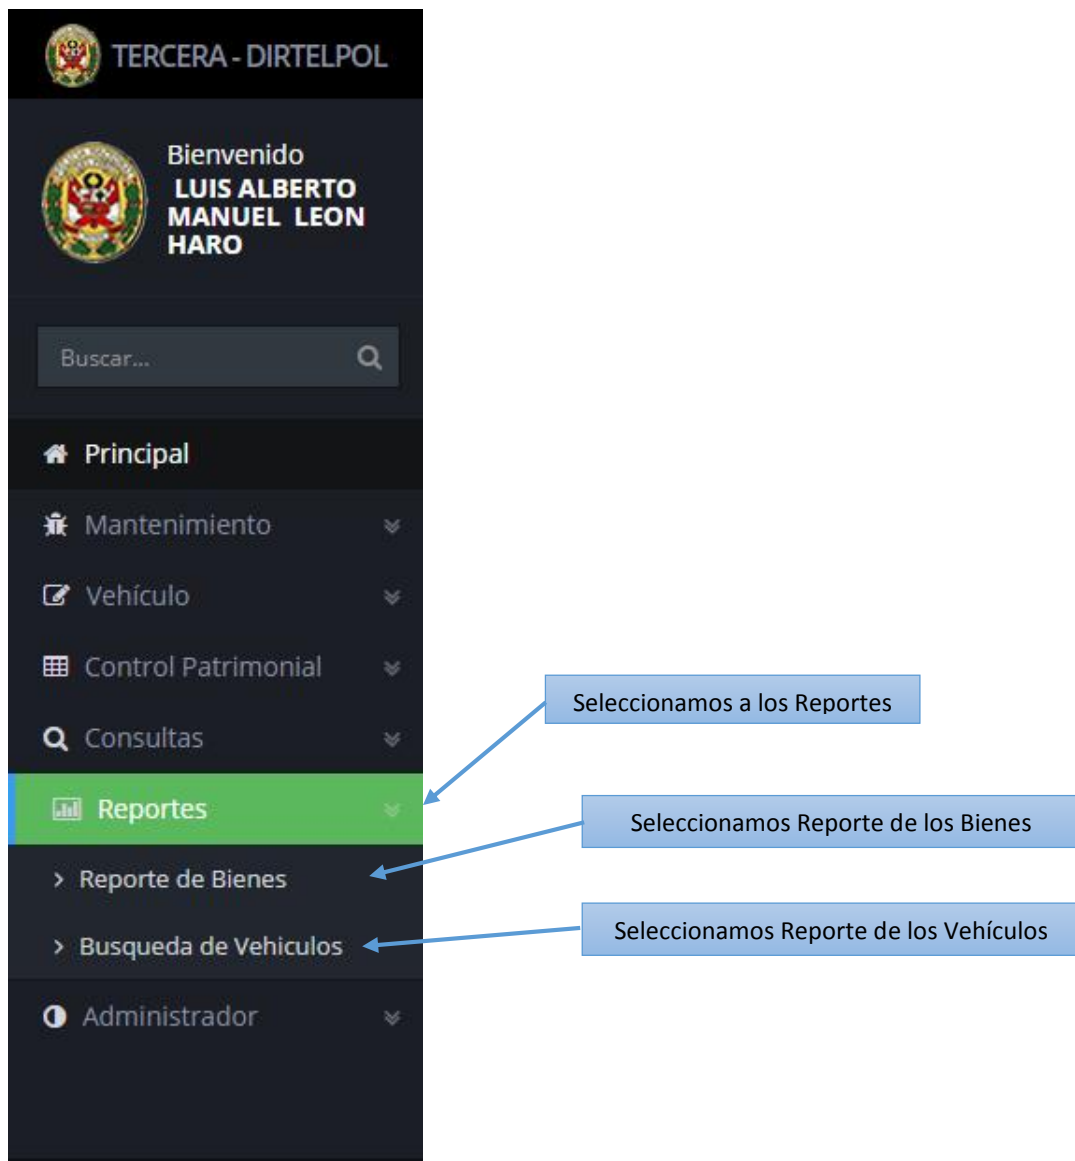 TERCERA - DIRTELPOL
Bienvenido
LUIS ALBERTO
MANUEL LEON
HARO
Buscar...
Principal
Mantenimiento
Vehículo
Control Patrimonial
Seleccionamos a los Reportes
Consultas
Reportes
Seleccionamos Reporte de los Bienes
Reporte de Bienes
Seleccionamos Reporte de los Vehículos
Busqueda de Vehiculos
Administrador